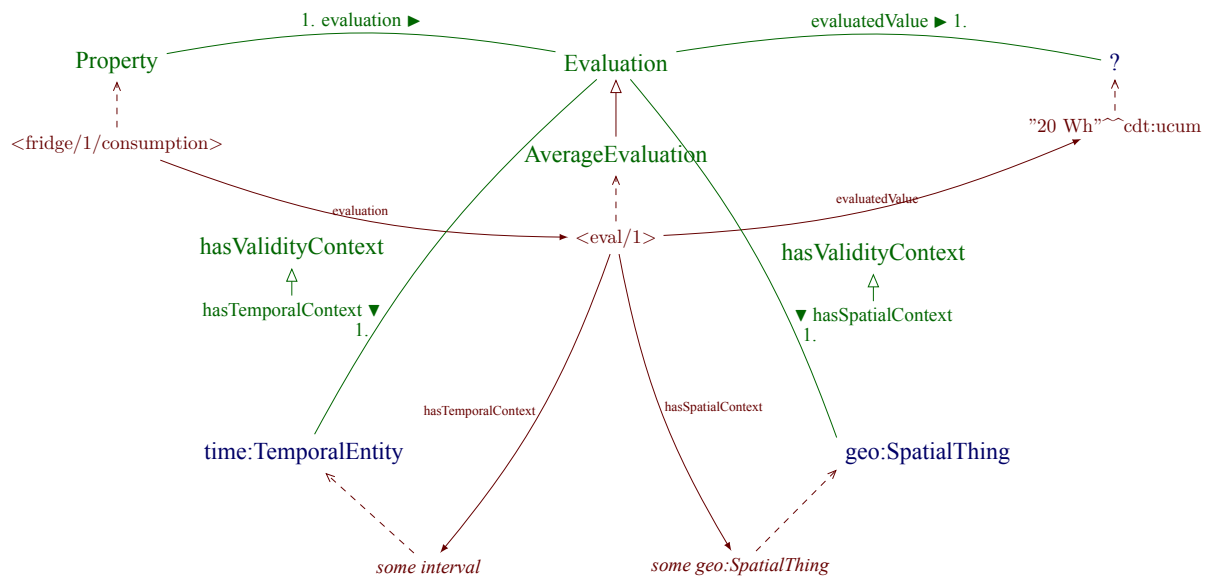 1. evaluation ►
evaluatedValue ► 1.
Property
Evaluation
?
<fridge/1/consumption>
"20 Wh"^^cdt:ucum
AverageEvaluation
evaluation
evaluatedValue
<eval/1>
hasValidityContext
hasValidityContext
hasTemporalContext ▼
1.
▼ hasSpatialContext
1.
hasTemporalContext
hasSpatialContext
time:TemporalEntity
geo:SpatialThing
some interval
some geo:SpatialThing